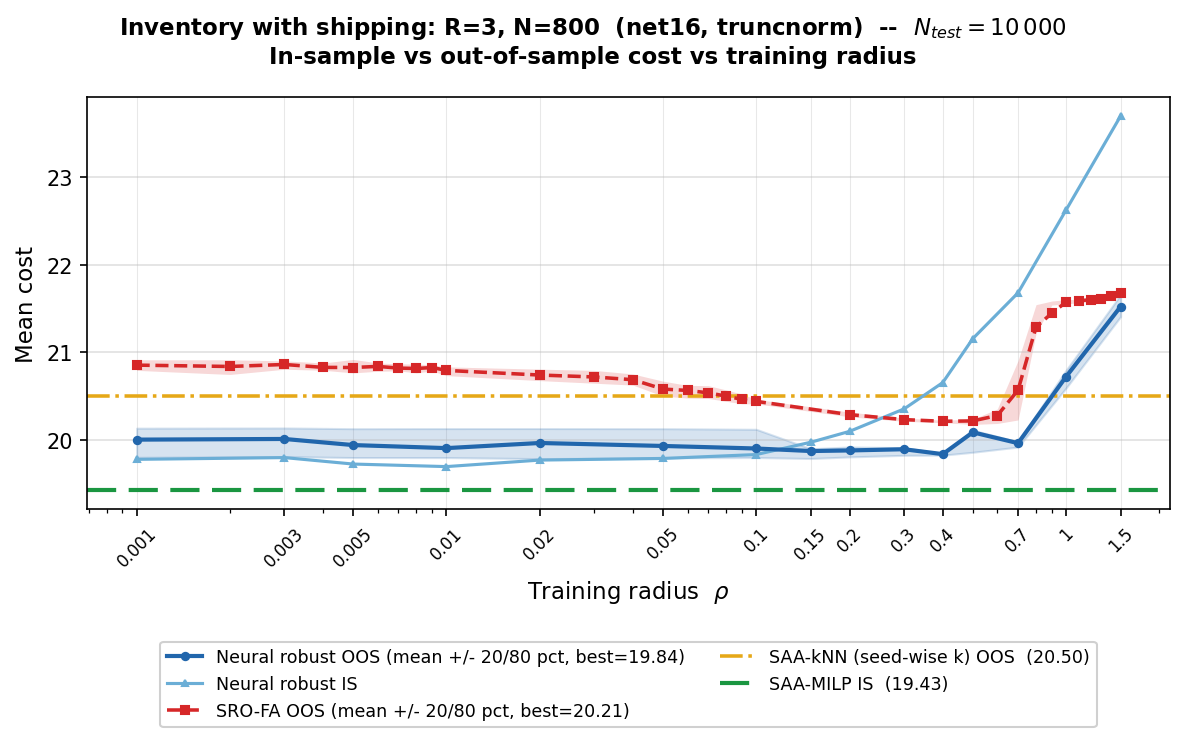 Inventory with shipping: R=3, N=800 (net16, truncnorm) -- N_test = 10 000
In-sample vs out-of-sample cost vs training radius
Mean cost
23
22
21
20
0.001
0.003
0.005
0.01
0.02
0.05
0.1
0.15
0.2
0.3
0.4
0.7
1
1.5
Training radius ρ
Neural robust OOS (mean +/- 20/80 pct, best=19.84)
Neural robust IS
SRO-FA OOS (mean +/- 20/80 pct, best=20.21)
SAA-kNN (seed-wise k) OOS (20.50)
SAA-MILP IS (19.43)